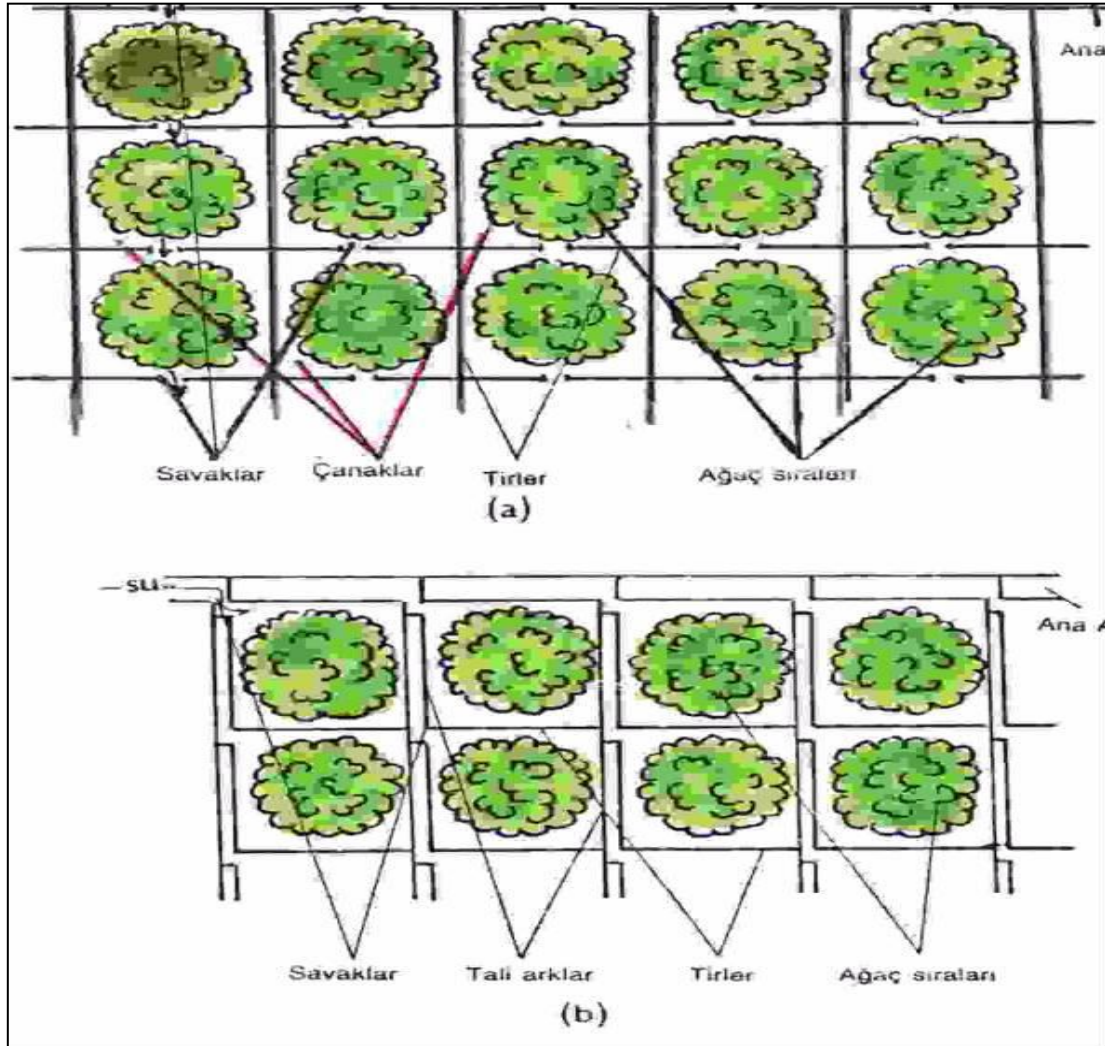 Ana
Savaklar Çanaklar Tirler Ağaç sıraları
(a)
su
Ana A
Savaklar Tali arklar Tirler Ağaç sıraları
(b)